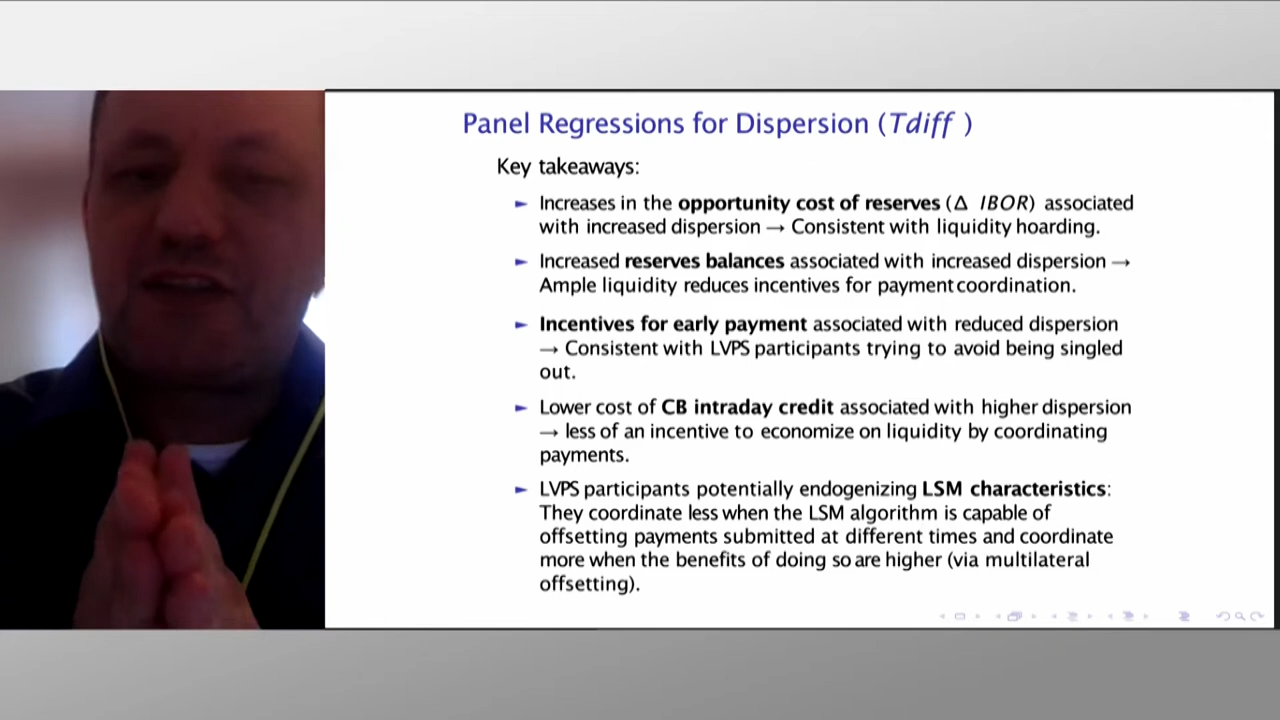 Panel Regressions for Dispersion (Tdiff )
Key takeaways:
► Increases in the opportunity cost of reserves (Δ IBOR) associated
with increased dispersion → Consistent with liquidity hoarding.
► Increased reserves balances associated with increased dispersion →
Ample liquidity reduces incentives for payment coordination.
► Incentives for early payment associated with reduced dispersion
→ Consistent with LVPS participants trying to avoid being singled
out.
► Lower cost of CB intraday credit associated with higher dispersion
→ less of an incentive to economize on liquidity by coordinating
payments.
► LVPS participants potentially endogenizing LSM characteristics:
They coordinate less when the LSM algorithm is capable of
offsetting payments submitted at different times and coordinate
more when the benefits of doing so are higher (via multilateral
offsetting).